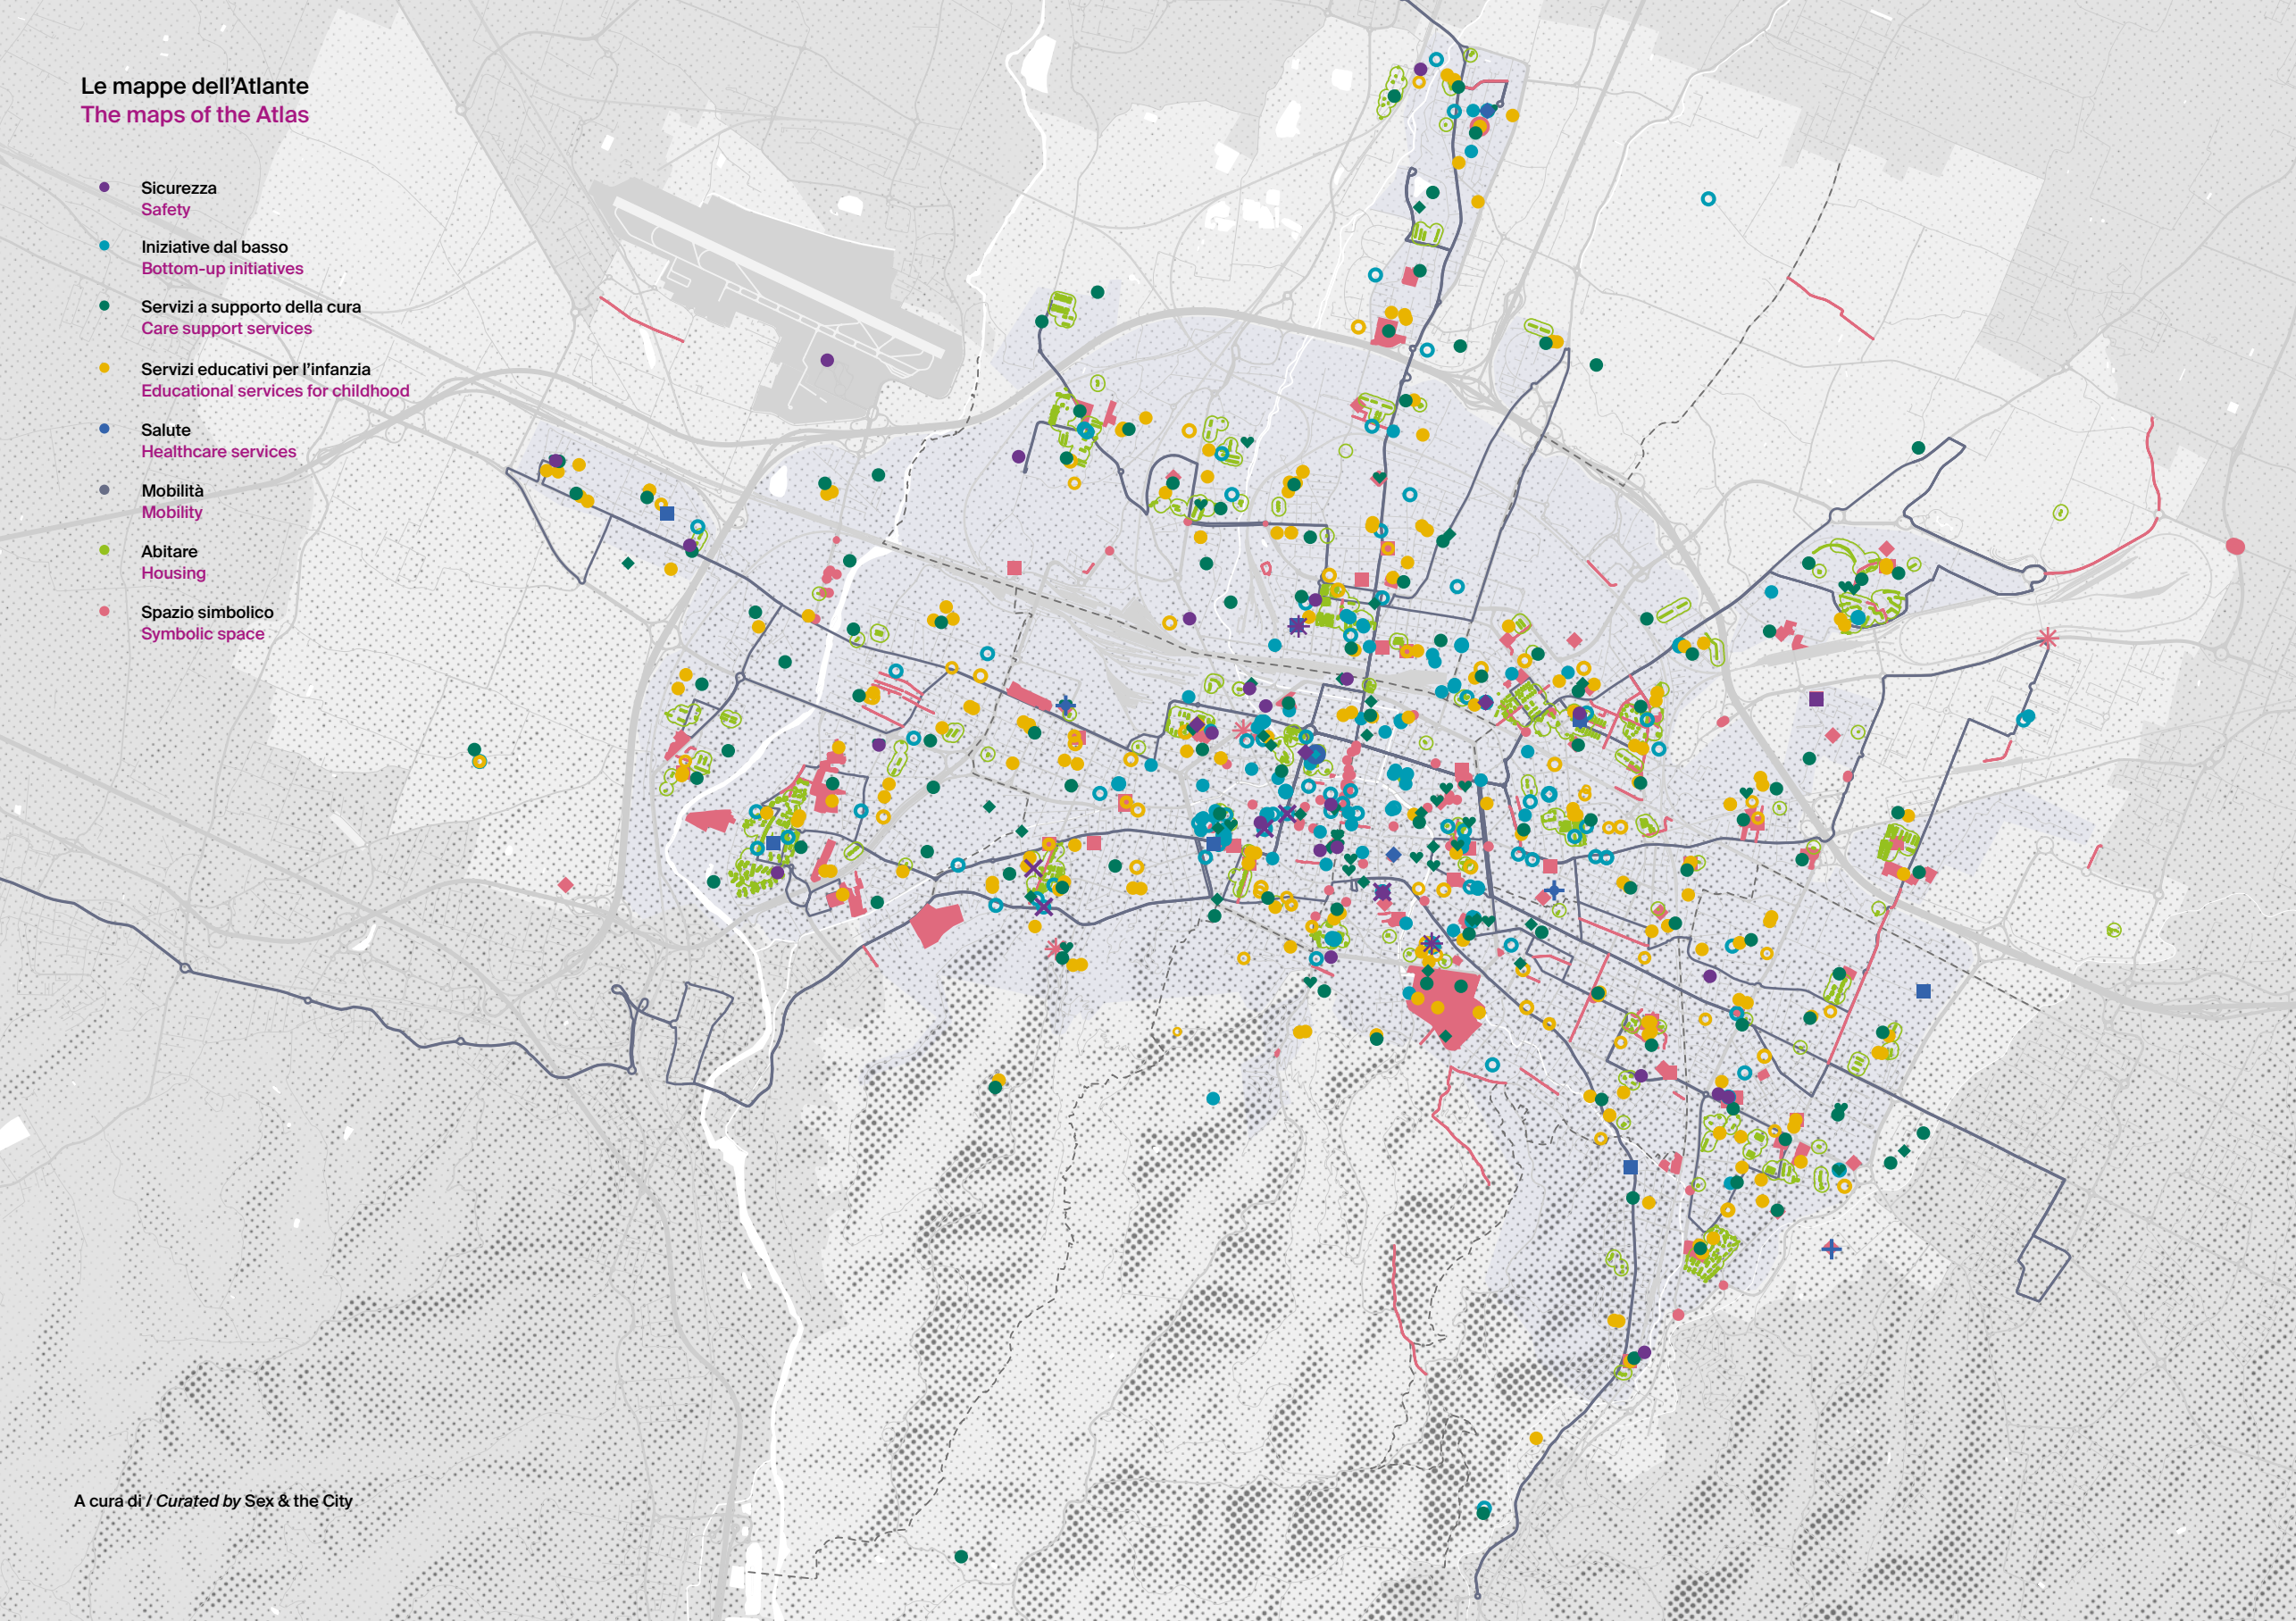 Le mappe dell'Atlante
The maps of the Atlas
Sicurezza
Safety
Iniziative dal basso
Bottom-up initiatives
Servizi a supporto della cura
Care support services
Servizi educativi per l'infanzia
Educational services for childhood
Salute
Healthcare services
Mobilità
Mobility
Abitare
Housing
Spazio simbolico
Symbolic space
A cura di / Curated by Sex & the City